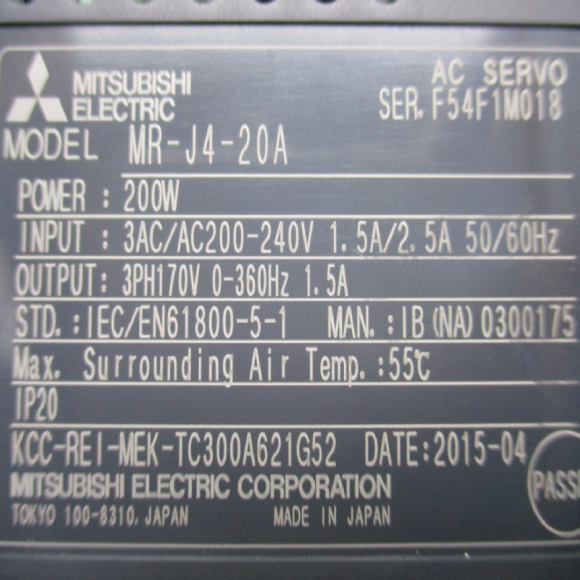 MITSUBISHI
ELECTRIC
AC SERVO
SER. F54F1M018
MODEL MR-J4-20A
POWER : 200W
INPUT : 3AC/AC200-240V 1.5A/2.5A 50/60Hz
OUTPUT: 3PH170V 0-360Hz 1.5A
STD. : IEC/EN61800-5-1 MAN. : IB(NA)0300175
Max. Surrounding Air Temp. :55℃
IP20
KCC-REI-MEK-TC300A621G52 DATE:2015-04
MITSUBISHI ELECTRIC CORPORATION
TOKYO 100-8310, JAPAN MADE IN JAPAN
PASS